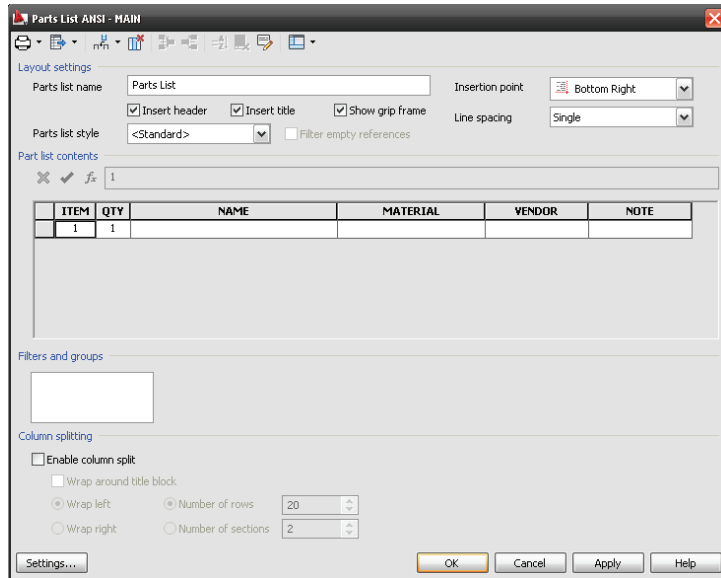 Parts List ANSI - MAIN
Layout settings
Parts list name Parts List Insertion point Bottom Right
Insert header Insert title Show grip frame Line spacing Single
Parts list style <Standard> Filter empty references
Part list contents
fx 1
ITEM QTY NAME MATERIAL VENDOR NOTE
1 1
Filters and groups
Column splitting
Enable column split
Wrap around title block
Wrap left Number of rows 20
Wrap right Number of sections 2
Settings... OK Cancel Apply Help